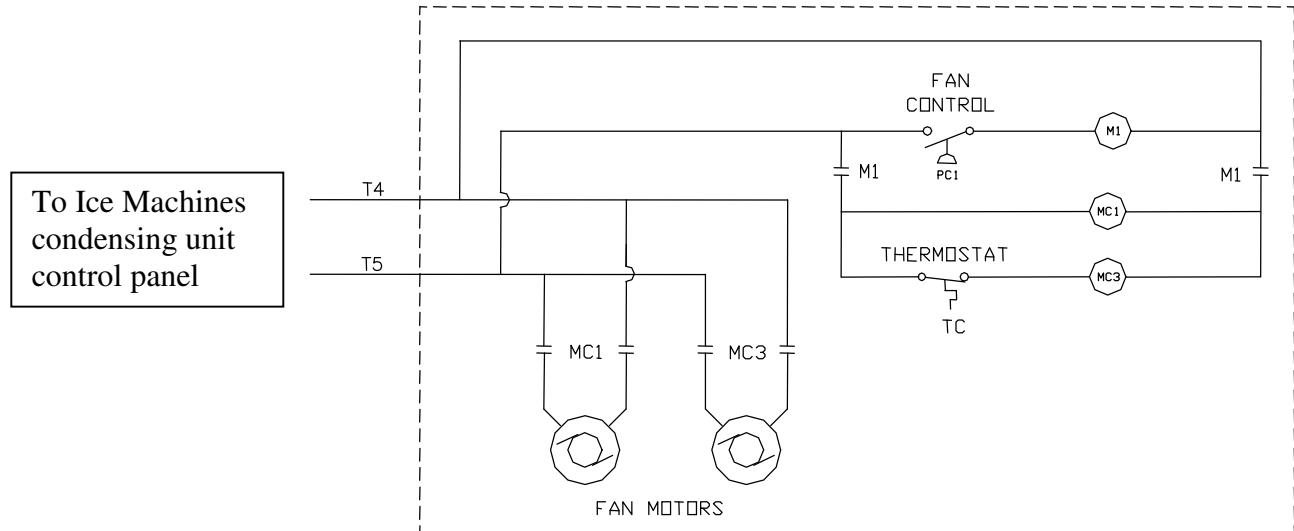 FAN
CONTROL
M1
PC1
M1
M1
To Ice Machines
condensing unit
control panel
T4
MC1
T5
THERMOSTAT
MC3
TC
MC1
MC3
FAN MOTORS